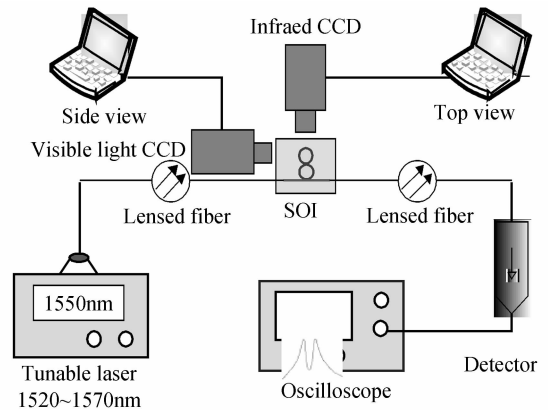 Infraed CCD
Side view
Top view
Visible light CCD
Lensed fiber
SOI
Lensed fiber
1550nm
Tunable laser
1520~1570nm
Oscilloscope
Detector